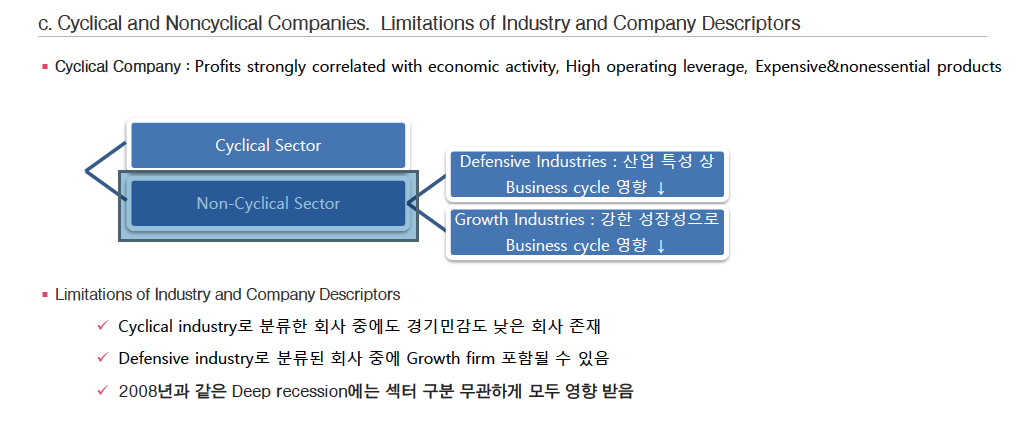 c. Cyclical and Noncyclical Companies. Limitations of Industry and Company Descriptors
▪ Cyclical Company : Profits strongly correlated with economic activity, High operating leverage, Expensive&nonessential products
Cyclical Sector
Non-Cyclical Sector
Defensive Industries : 산업 특성 상
Business cycle 영향 ↓
Growth Industries : 강한 성장성으로
Business cycle 영향 ↓
▪ Limitations of Industry and Company Descriptors
✓ Cyclical industry로 분류한 회사 중에도 경기민감도 낮은 회사 존재
✓ Defensive industry로 분류된 회사 중에 Growth firm 포함될 수 있음
✓ 2008년과 같은 Deep recession에는 섹터 구분 무관하게 모두 영향 받음